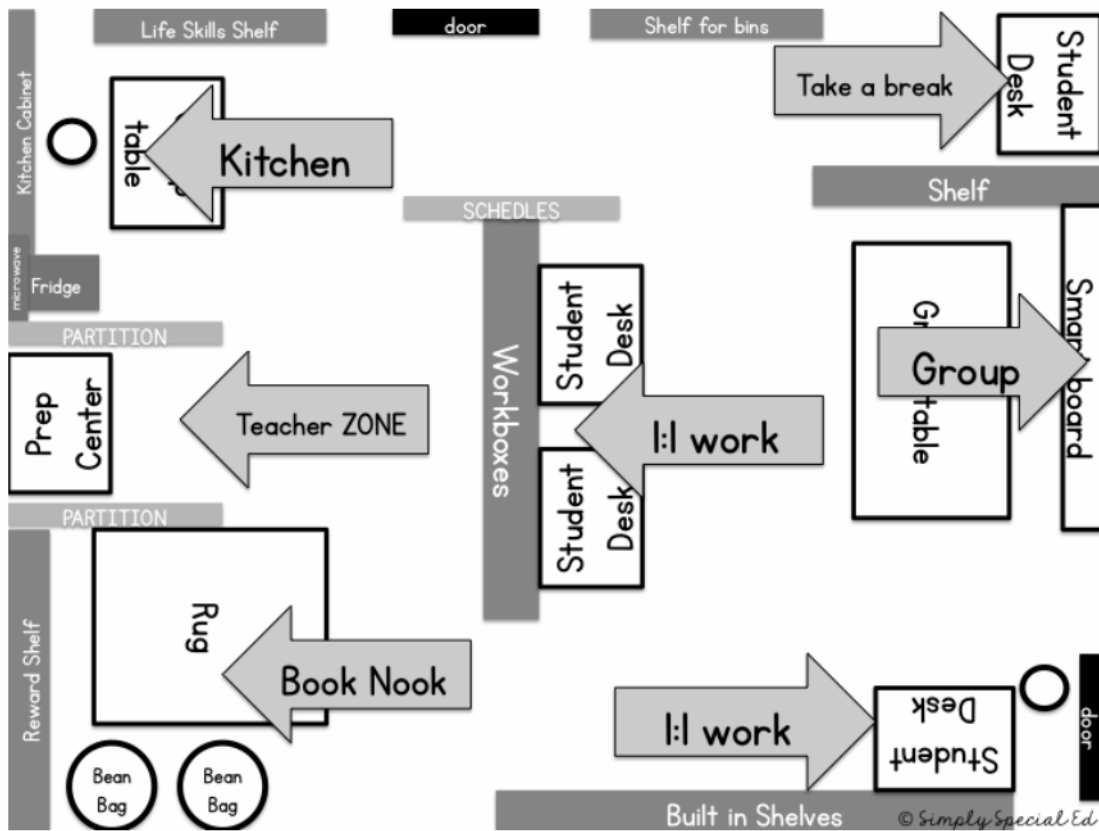 Life Skills Shelf
door
Shelf for bins
Student
Desk
Take a break
Kitchen Cabinet
table
Kitchen
SCHEDLES
Shelf
microwave
Fridge
PARTITION
Prep
Center
Teacher ZONE
Workboxes
Student
Desk
1:1 work
Student
Desk
Group
table
Smartboard
PARTITION
Reward Shelf
Rug
Book Nook
Bean
Bag
Bean
Bag
1:1 work
Student
Desk
door
Built in Shelves
© Simply Special Ed